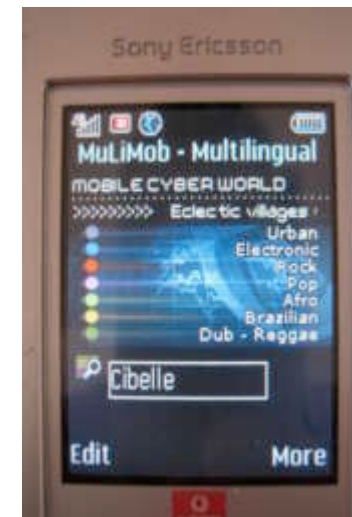 Sony Ericsson
MuLiMob - Multilingual
MOBILE CYBER WORLD
>>>>>>>>> Eclectic villages
Urban
Electronic
Rock
Pop
Afro
Brazilian
Dub - Reggae
Cibelle
Edit More